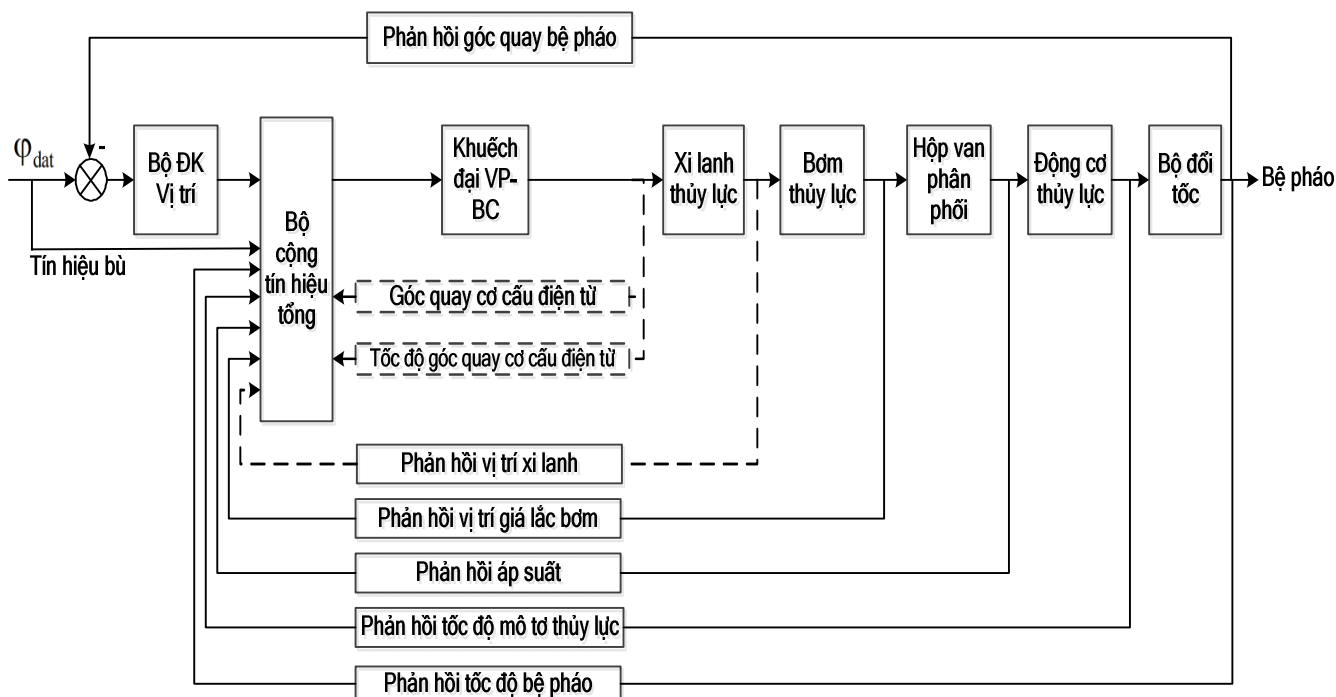 Phản hồi góc quay bệ pháo
φdat
-
Bộ ĐK
Vị trí
Bộ
cộng
tín hiệu
tổng
Khuếch
đại VP-
BC
Xi lanh
thủy lực
Bơm
thủy lực
Hộp van
phân
phối
Động cơ
thủy lực
Bộ đổi
tốc
Bệ pháo
Tín hiệu bù
Góc quay cơ cấu điện từ
Tốc độ góc quay cơ cấu điện từ
Phản hồi vị trí xi lanh
Phản hồi vị trí giá lắc bơm
Phản hồi áp suất
Phản hồi tốc độ mô tơ thủy lực
Phản hồi tốc độ bệ pháo